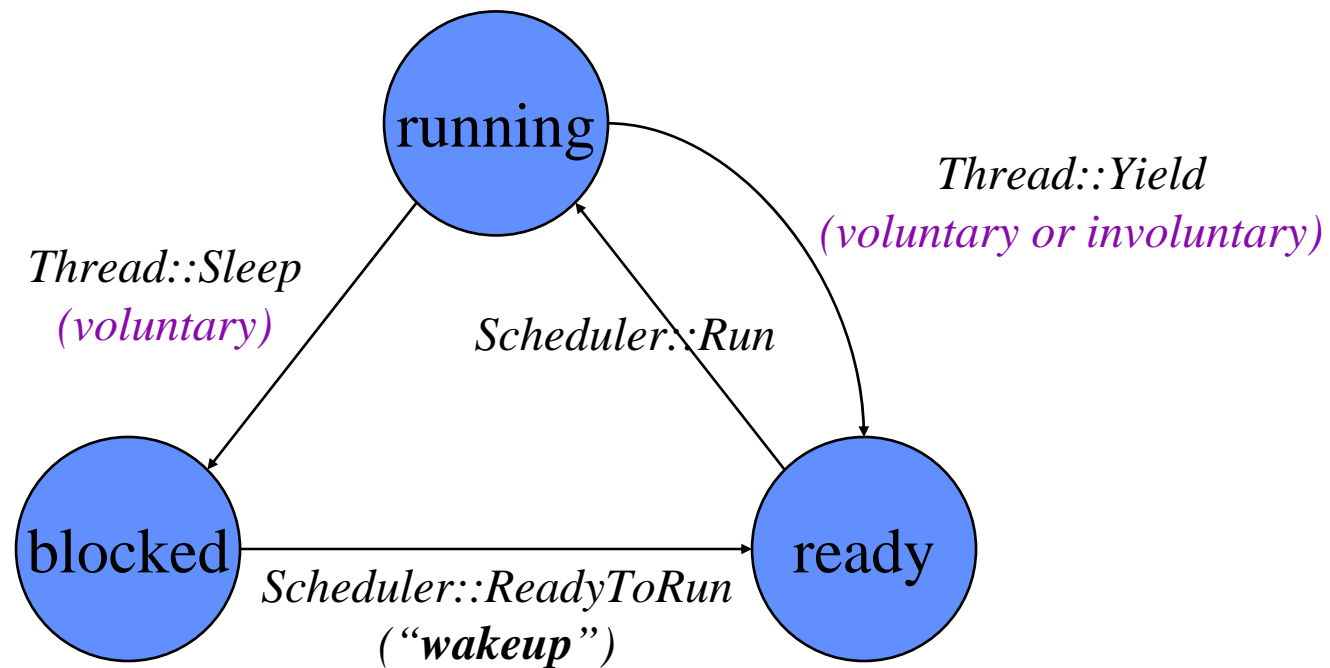 running
Thread::Yield
(voluntary or involuntary)
Thread::Sleep
(voluntary)
Scheduler::Run
blocked
ready
Scheduler::ReadyToRun
(“wakeup”)